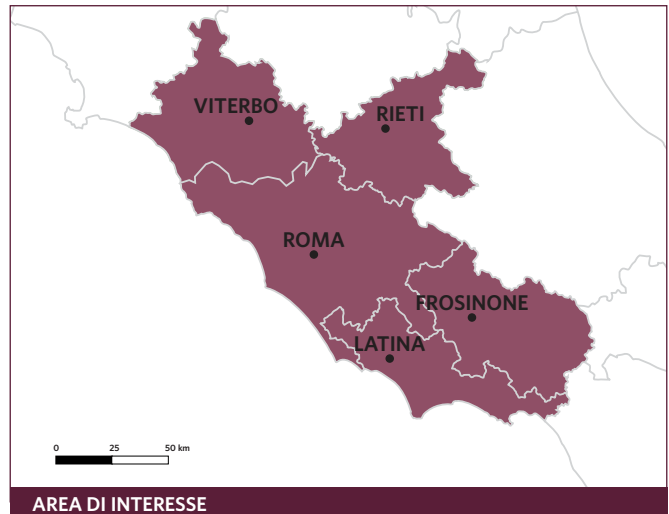 VITERBO
RIETI
ROMA
FROSINONE
LATINA
0 25 50 km
AREA DI INTERESSE